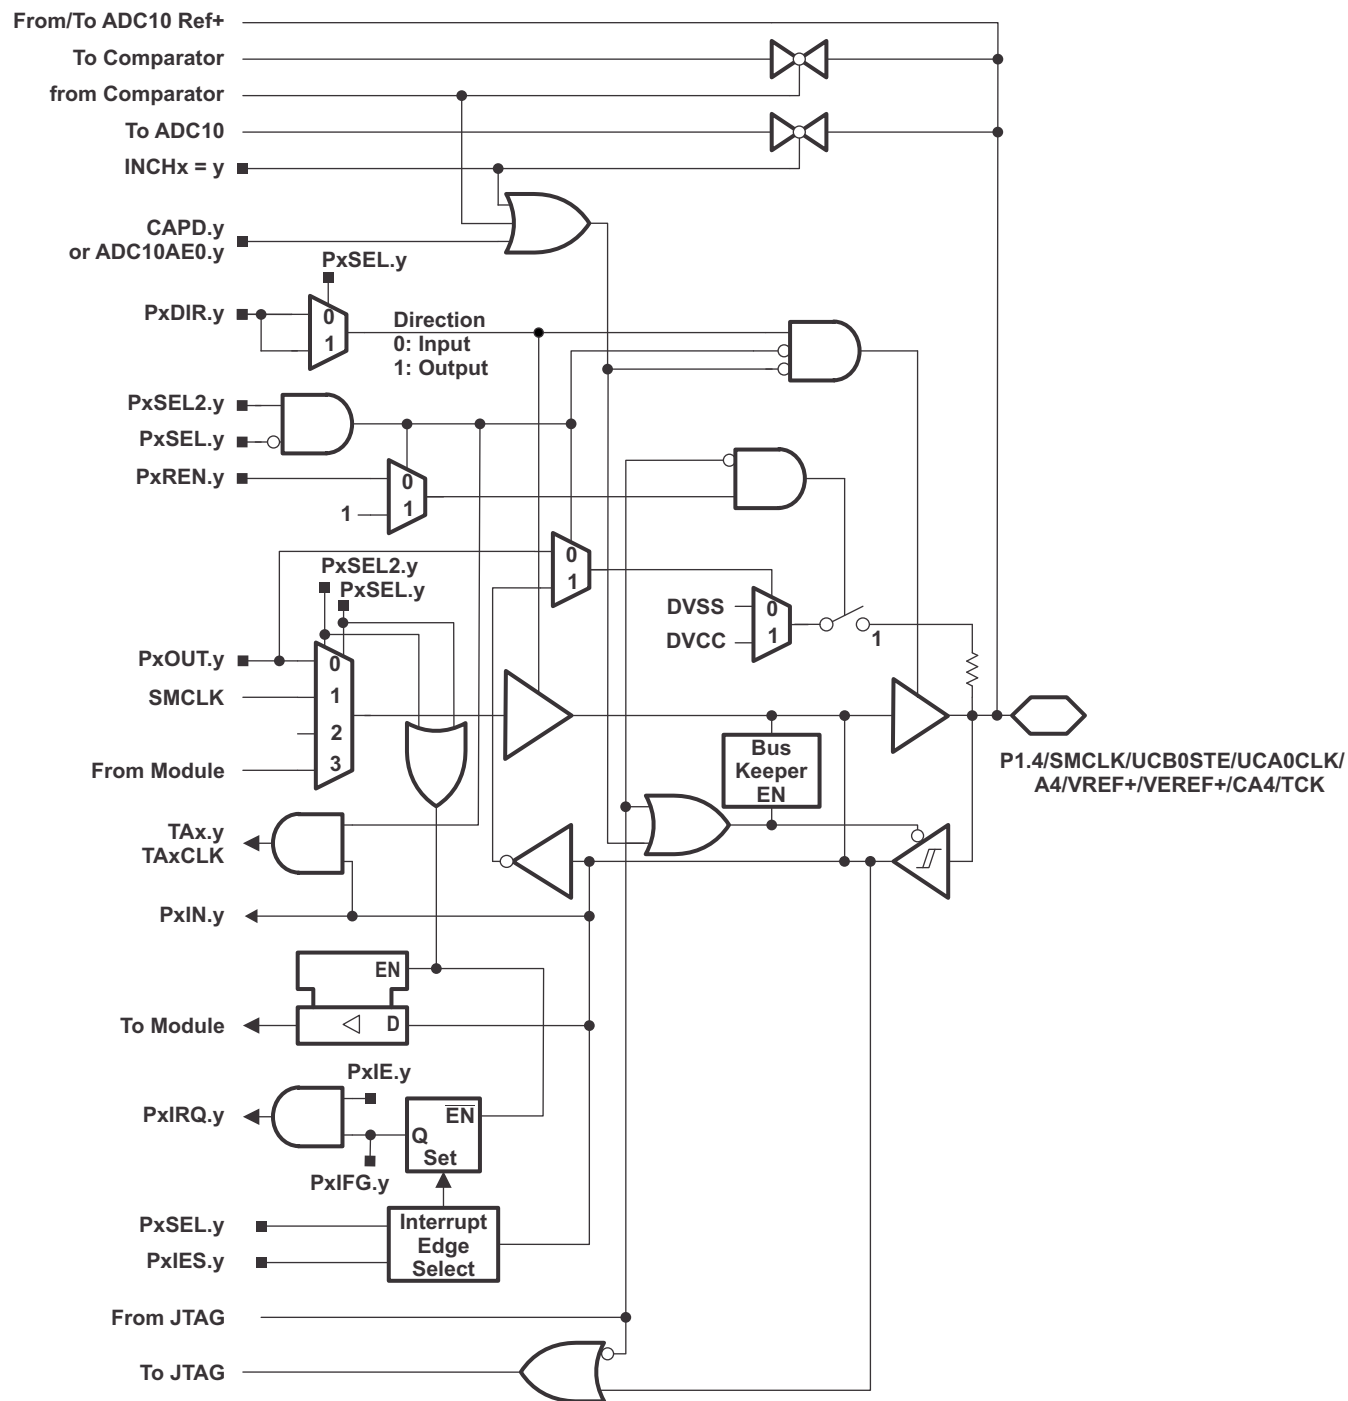 From/To ADC10 Ref+
To Comparator
from Comparator
To ADC10
INCHx = y
CAPD.y
or ADC10AE0.y
PxSEL.y
PxDIR.y
0
1
Direction
0: Input
1: Output
PxSEL2.y
PxSEL.y
PxREN.y
0
1
1
0
1
PxSEL2.y
PxSEL.y
DVSS
0
DVCC
1
1
PxOUT.y
0
SMCLK
1
2
From Module
3
Bus
Keeper
EN
P1.4/SMCLK/UCB0STE/UCA0CLK/
A4/VREF+/VEREF+/CA4/TCK
TAx.y
TAxCLK
PxIN.y
EN
To Module
D
PxIE.y
PxIRQ.y
EN
Q
Set
PxIFG.y
PxSEL.y
PxIES.y
Interrupt
Edge
Select
From JTAG
To JTAG